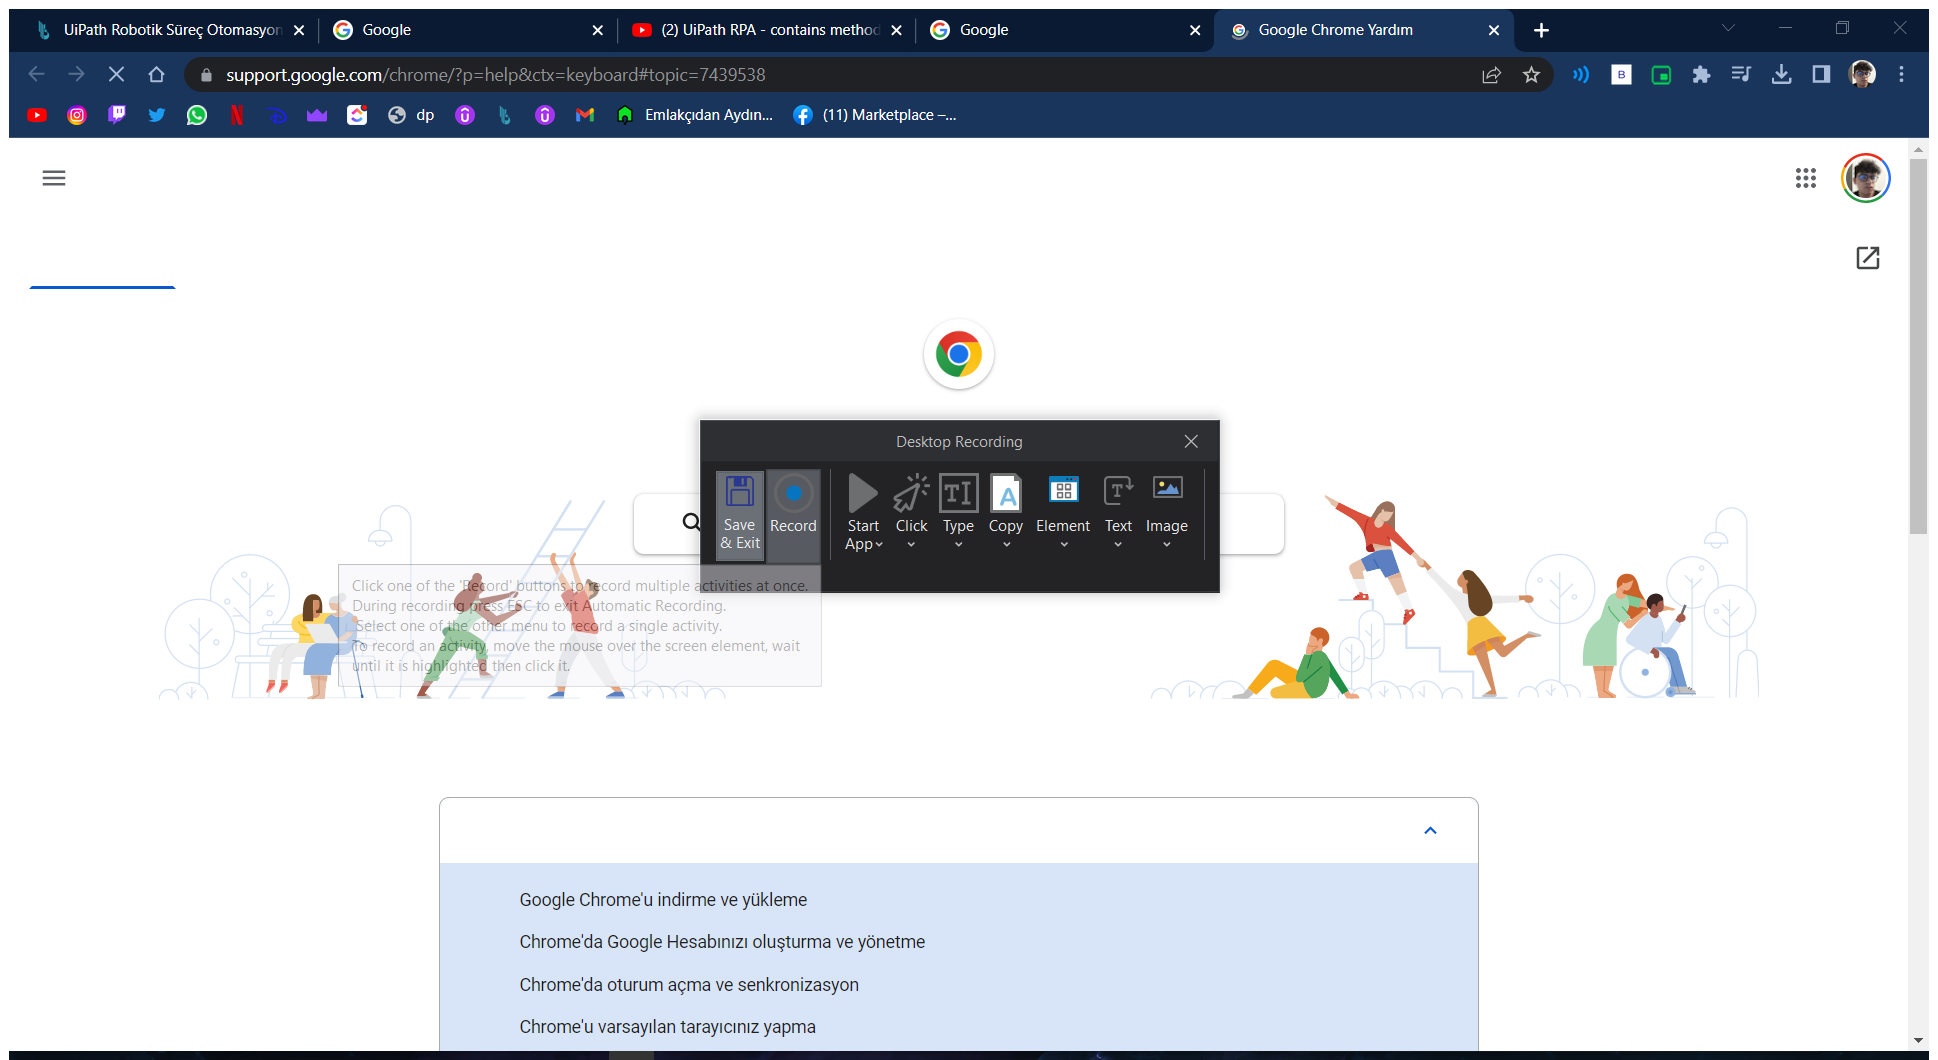 UiPath Robotik Süreç Otomasyon
Google
(2) UiPath RPA - contains method
Google
Google Chrome Yardım
support.google.com/chrome/?p=help&ctx=keyboard#topic=7439538
B
dp
Emlakçıdan Aydın...
(11) Marketplace –...
Desktop Recording
Save & Exit
Record
Start App
Click
Type
Copy
Element
Text
Image
Click one of the 'Record' buttons to record multiple activities at once.
During recording press ESC to exit Automatic Recording.
Select one of the other menu to record a single activity.
To record an activity, move the mouse over the screen element, wait
until it is highlighted then click it.
Google Chrome'u indirme ve yükleme
Chrome'da Google Hesabınızı oluşturma ve yönetme
Chrome'da oturum açma ve senkronizasyon
Chrome'u varsayılan tarayıcınız yapma